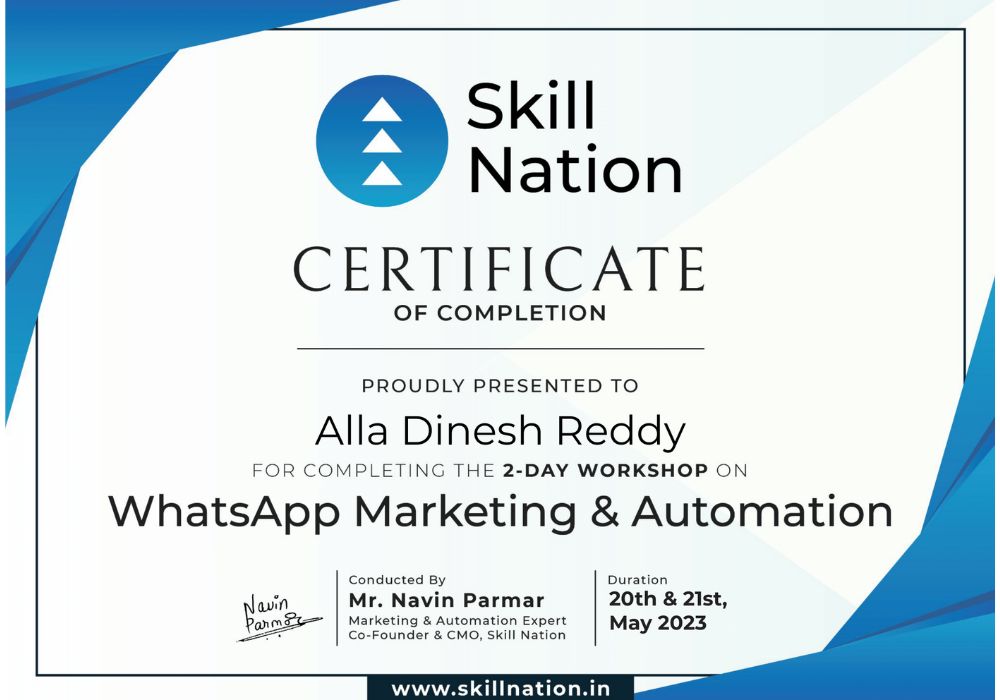 Skill
Nation
CERTIFICATE
OF COMPLETION
PROUDLY PRESENTED TO
Alla Dinesh Reddy
FOR COMPLETING THE 2-DAY WORKSHOP ON
WhatsApp Marketing & Automation
Navin
Parmar
Conducted By
Mr. Navin Parmar
Marketing & Automation Expert
Co-Founder & CMO, Skill Nation
Duration
20th & 21st,
May 2023
www.skillnation.in